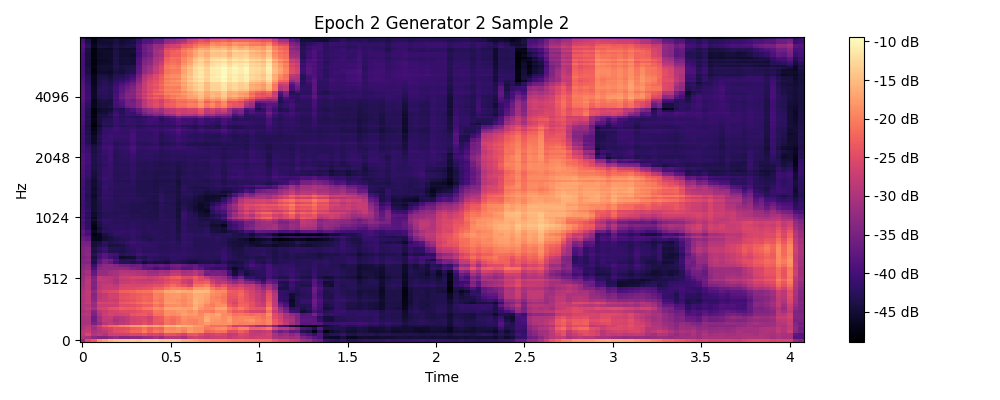 Epoch 2 Generator 2 Sample 2
Hz
4096
2048
1024
512
0
0 0.5 1 1.5 2 2.5 3 3.5 4
Time
-10 dB
-15 dB
-20 dB
-25 dB
-30 dB
-35 dB
-40 dB
-45 dB